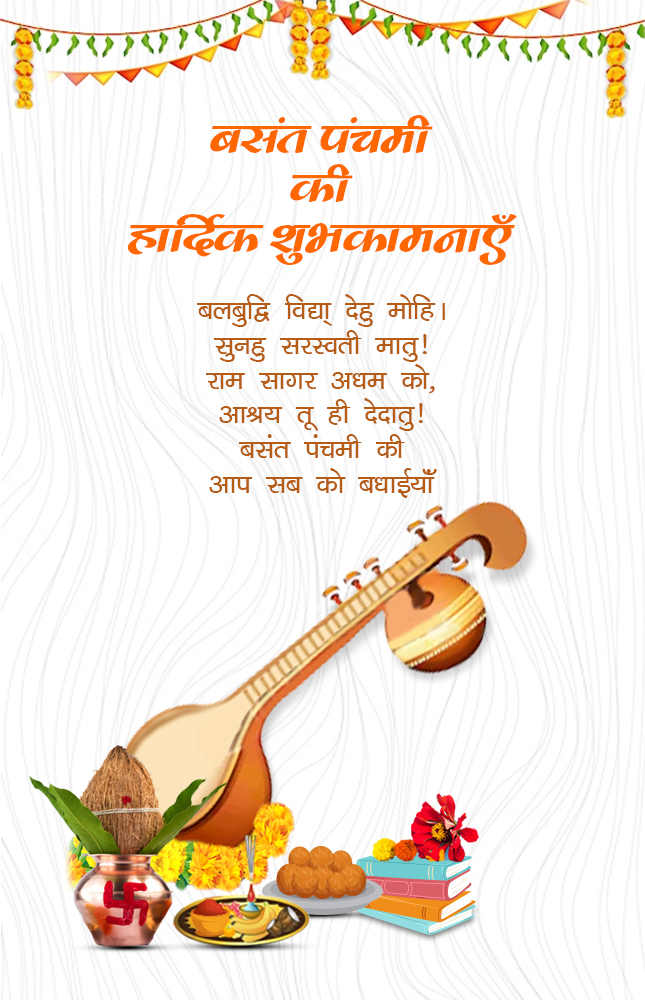 बसंत पंचमी
की
हार्दिक शुभकामनाएँ
बलबुद्वि विद्या् देहु मोहि।
सुनहु सरस्वती मातु!
राम सागर अधम को,
आश्रय तू ही देदातु!
बसंत पंचमी की
आप सब को बधाईयाँ